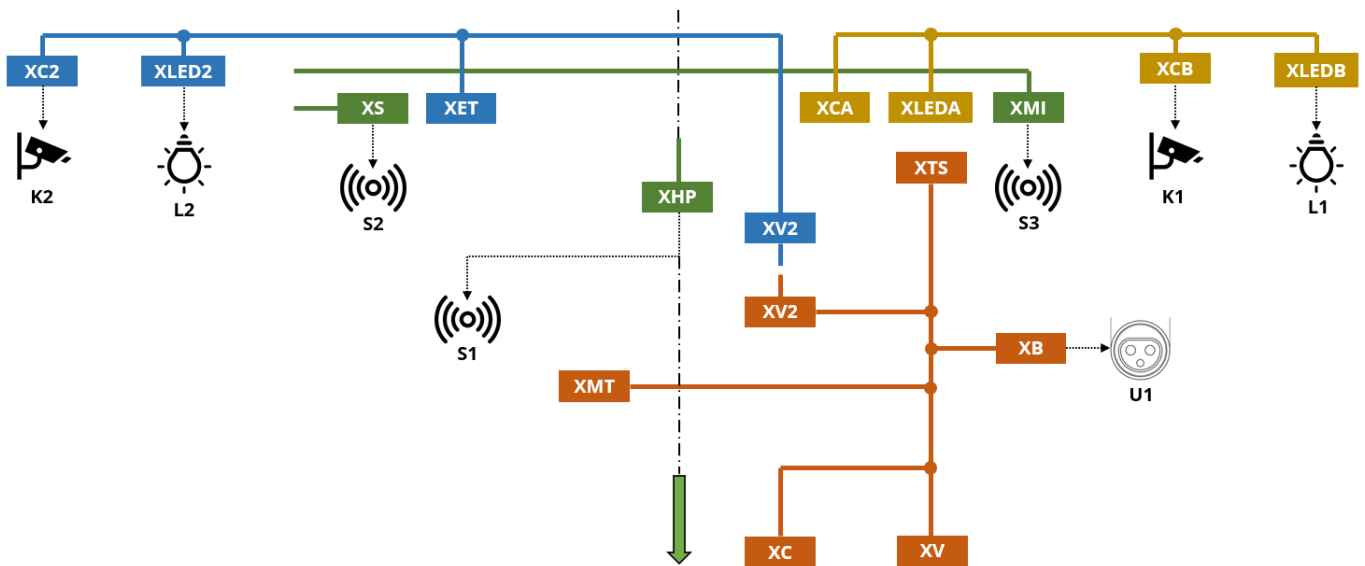 XC2
XLED2
XCB
XLEDB
XS
XET
XCA
XLEDA
XMI
XTS
K2
L2
S2
XHP
S3
K1
L1
XV2
XV2
S1
XB
XMT
U1
XC
XV